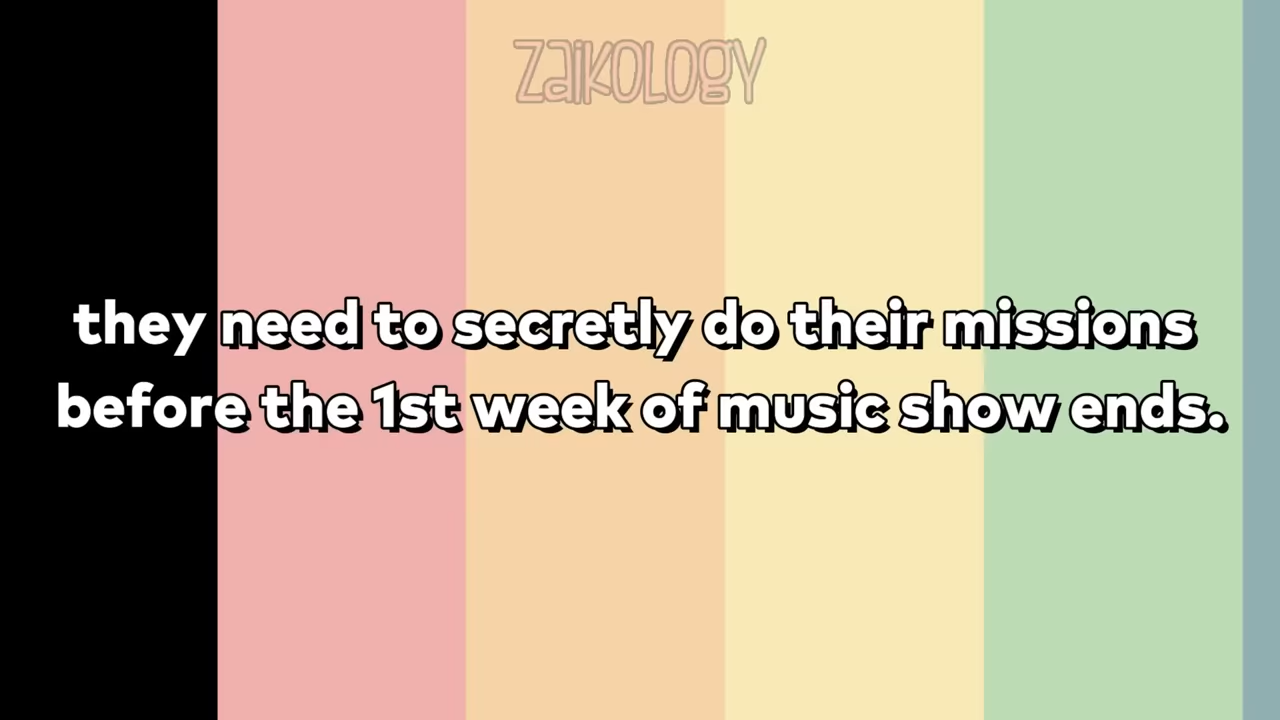 zaikology
they need to secretly do their missions
before the 1st week of music show ends.